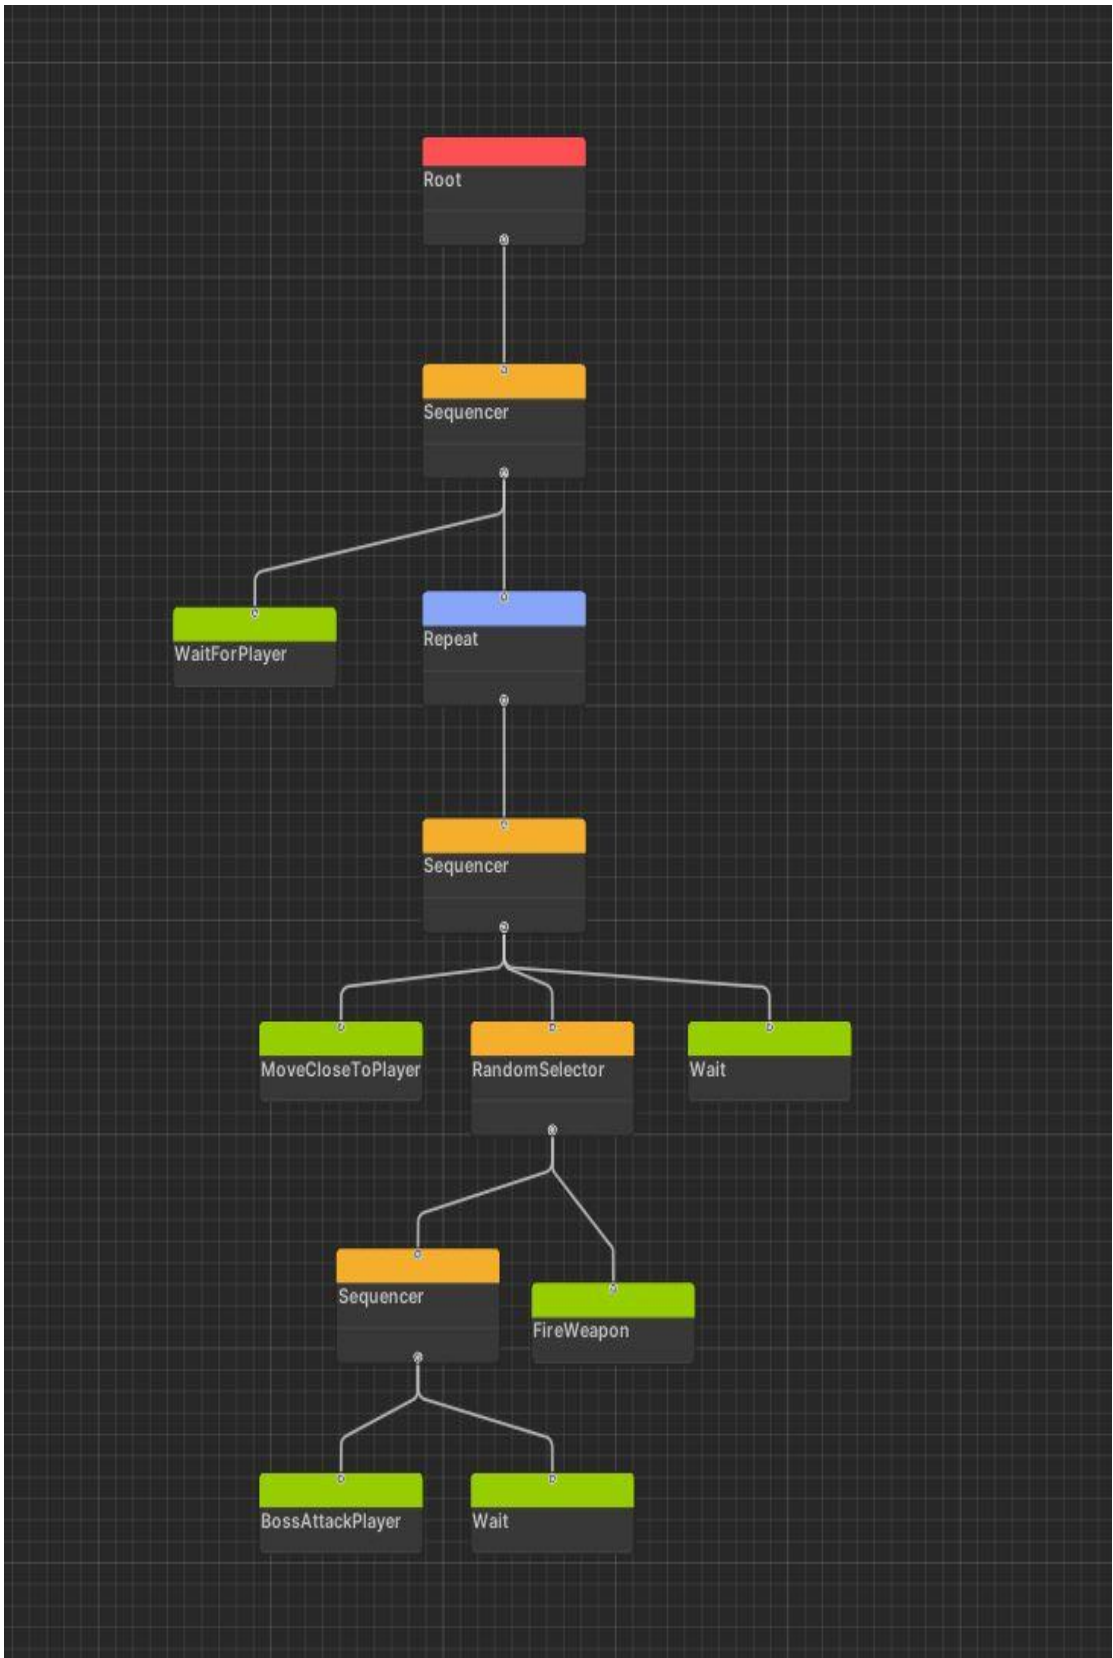 Root
Sequencer
WaitForPlayer
Repeat
Sequencer
MoveCloseToPlayer
RandomSelector
Wait
Sequencer
FireWeapon
BossAttackPlayer
Wait